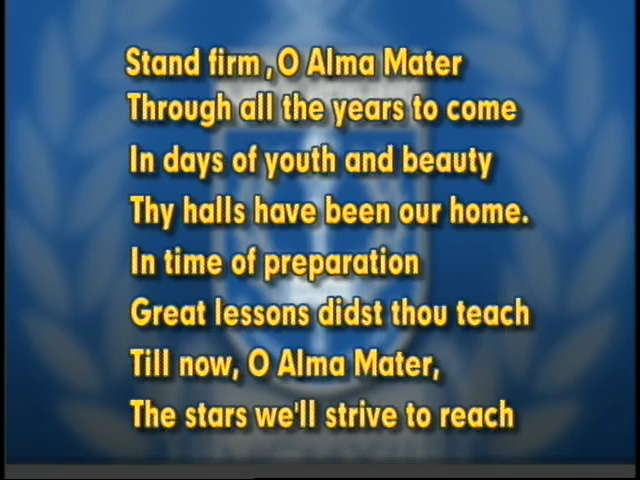 Stand firm, O Alma Mater
Through all the years to come
In days of youth and beauty
Thy halls have been our home.
In time of preparation
Great lessons didst thou teach
Till now, O Alma Mater,
The stars we'll strive to reach